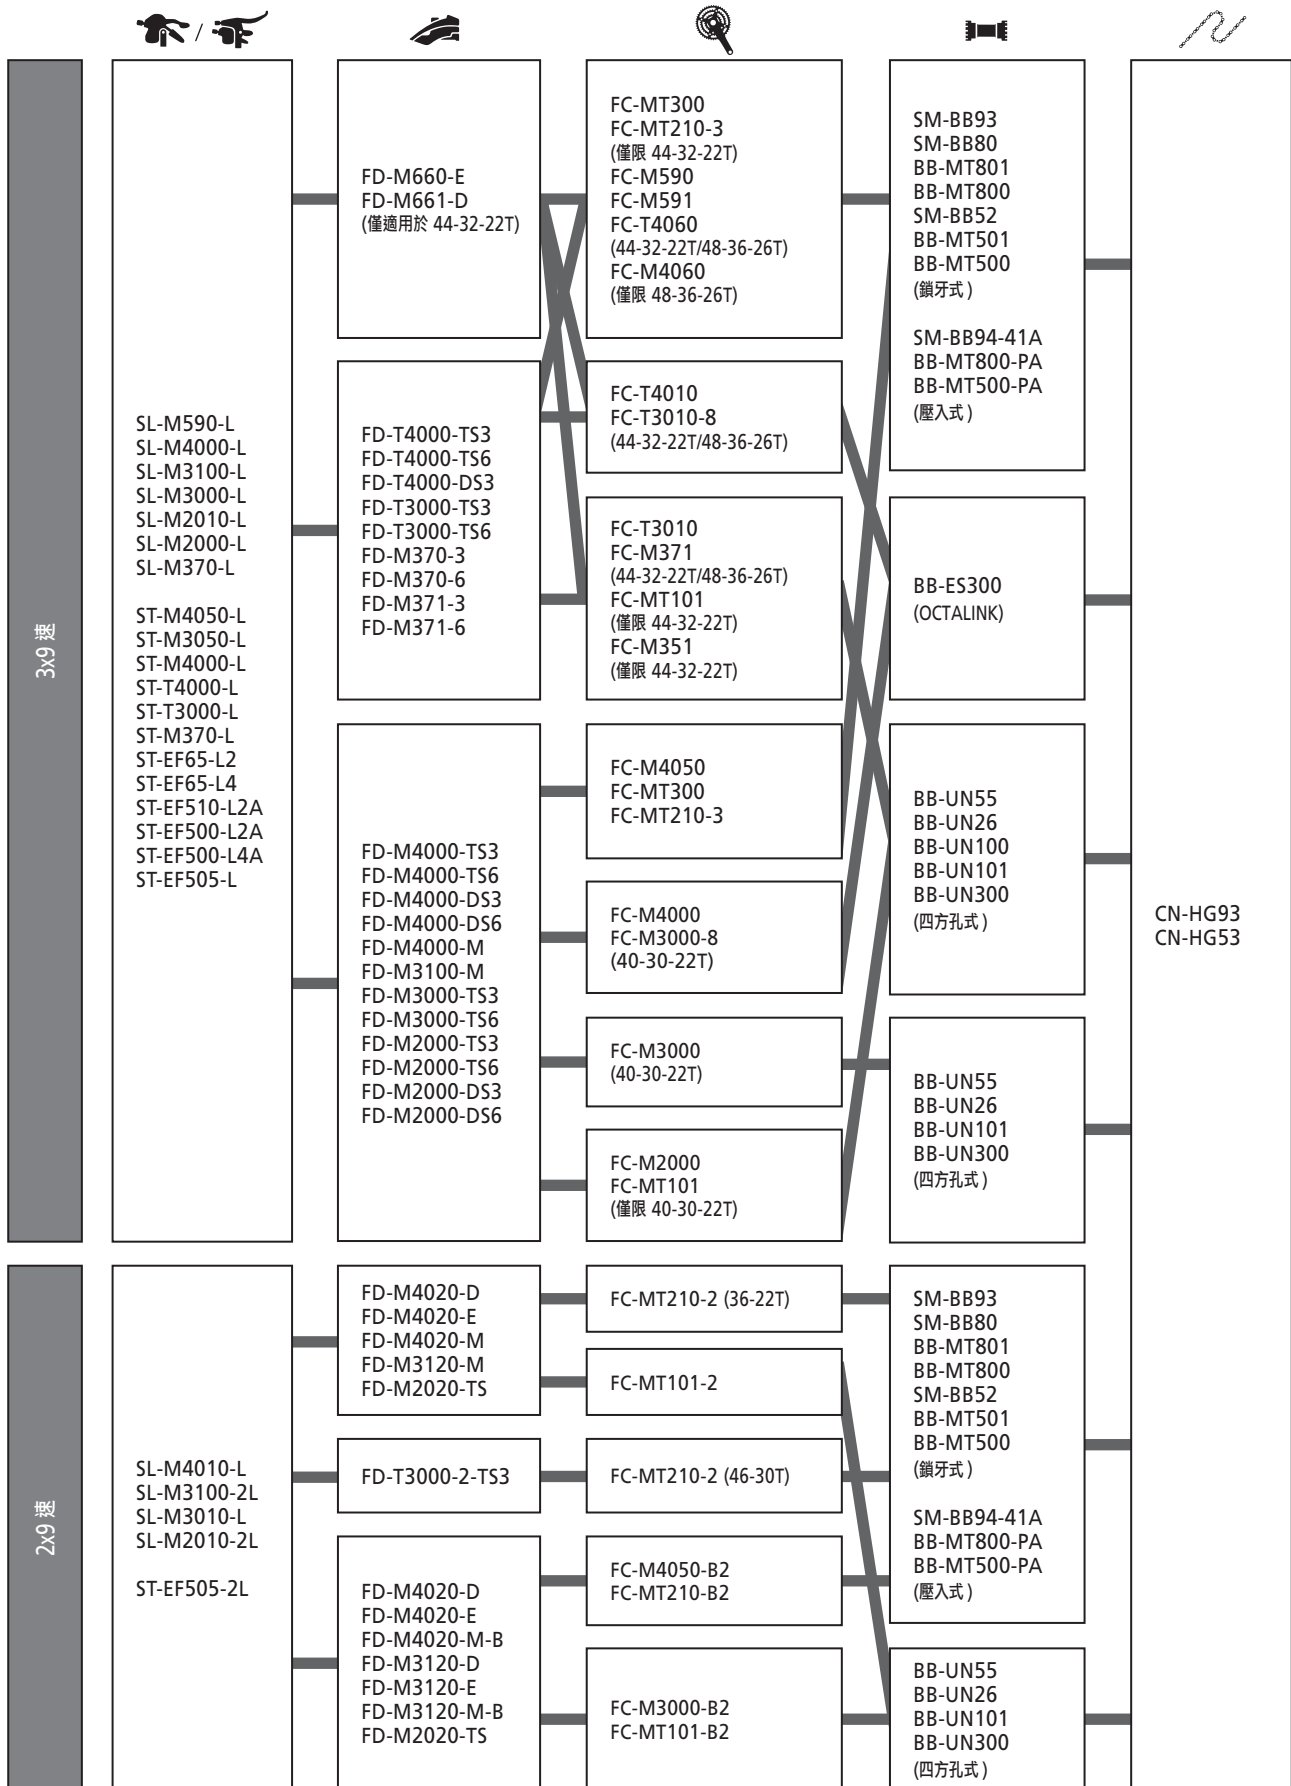 /
3x9 速
SL-M590-L
SL-M4000-L
SL-M3100-L
SL-M3000-L
SL-M2010-L
SL-M2000-L
SL-M370-L
ST-M4050-L
ST-M3050-L
ST-M4000-L
ST-T4000-L
ST-T3000-L
ST-M370-L
ST-EF65-L2
ST-EF65-L4
ST-EF510-L2A
ST-EF500-L2A
ST-EF500-L4A
ST-EF505-L
FD-M660-E
FD-M661-D
(僅適用於 44-32-22T)
FD-T4000-TS3
FD-T4000-TS6
FD-T4000-DS3
FD-T3000-TS3
FD-T3000-TS6
FD-M370-3
FD-M370-6
FD-M371-3
FD-M371-6
FD-M4000-TS3
FD-M4000-TS6
FD-M4000-DS3
FD-M4000-DS6
FD-M4000-M
FD-M3100-M
FD-M3000-TS3
FD-M3000-TS6
FD-M2000-TS3
FD-M2000-TS6
FD-M2000-DS3
FD-M2000-DS6
FC-MT300
FC-MT210-3
(僅限 44-32-22T)
FC-M590
FC-M591
FC-T4060
(44-32-22T/48-36-26T)
FC-M4060
(僅限 48-36-26T)
FC-T4010
FC-T3010-8
(44-32-22T/48-36-26T)
FC-T3010
FC-M371
(44-32-22T/48-36-26T)
FC-MT101
(僅限 44-32-22T)
FC-M351
(僅限 44-32-22T)
FC-M4050
FC-MT300
FC-MT210-3
FC-M4000
FC-M3000-8
(40-30-22T)
FC-M3000
(40-30-22T)
FC-M2000
FC-MT101
(僅限 40-30-22T)
SM-BB93
SM-BB80
BB-MT801
BB-MT800
SM-BB52
BB-MT501
BB-MT500
(鎖牙式 )
SM-BB94-41A
BB-MT800-PA
BB-MT500-PA
(壓入式 )
BB-ES300
(OCTALINK)
BB-UN55
BB-UN26
BB-UN100
BB-UN101
BB-UN300
(四方孔式 )
BB-UN55
BB-UN26
BB-UN101
BB-UN300
(四方孔式 )
CN-HG93
CN-HG53
2x9 速
SL-M4010-L
SL-M3100-2L
SL-M3010-L
SL-M2010-2L
ST-EF505-2L
FD-M4020-D
FD-M4020-E
FD-M4020-M
FD-M3120-M
FD-M2020-TS
FD-T3000-2-TS3
FD-M4020-D
FD-M4020-E
FD-M4020-M-B
FD-M3120-D
FD-M3120-E
FD-M3120-M-B
FD-M2020-TS
FC-MT210-2 (36-22T)
FC-MT101-2
FC-MT210-2 (46-30T)
FC-M4050-B2
FC-MT210-B2
FC-M3000-B2
FC-MT101-B2
SM-BB93
SM-BB80
BB-MT801
BB-MT800
SM-BB52
BB-MT501
BB-MT500
(鎖牙式 )
SM-BB94-41A
BB-MT800-PA
BB-MT500-PA
(壓入式 )
BB-UN55
BB-UN26
BB-UN101
BB-UN300
(四方孔式 )